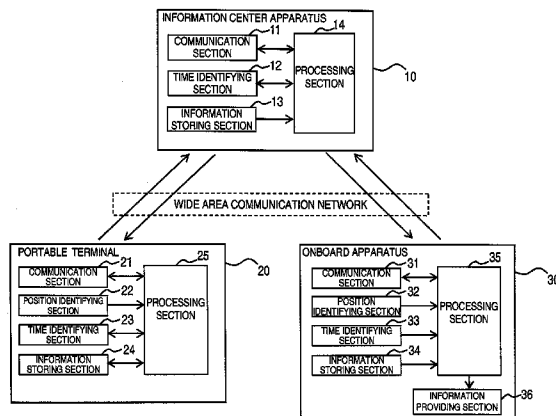 INFORMATION CENTER APPARATUS
11
COMMUNICATION
SECTION
12
TIME IDENTIFYING
SECTION
13
INFORMATION
STORING SECTION
14
PROCESSING
SECTION
10
WIDE AREA COMMUNICATION NETWORK
PORTABLE TERMINAL
21
COMMUNICATION
SECTION
22
POSITION IDENTIFYING
SECTION
23
TIME IDENTIFYING
SECTION
24
INFORMATION
STORING SECTION
25
PROCESSING
SECTION
20
ONBOARD APPARATUS
31
COMMUNICATION
SECTION
32
POSITION
IDENTIFYING SECTION
33
TIME IDENTIFYING
SECTION
34
INFORMATION
STORING SECTION
35
PROCESSING
SECTION
30
36
INFORMATION
PROVIDING SECTION